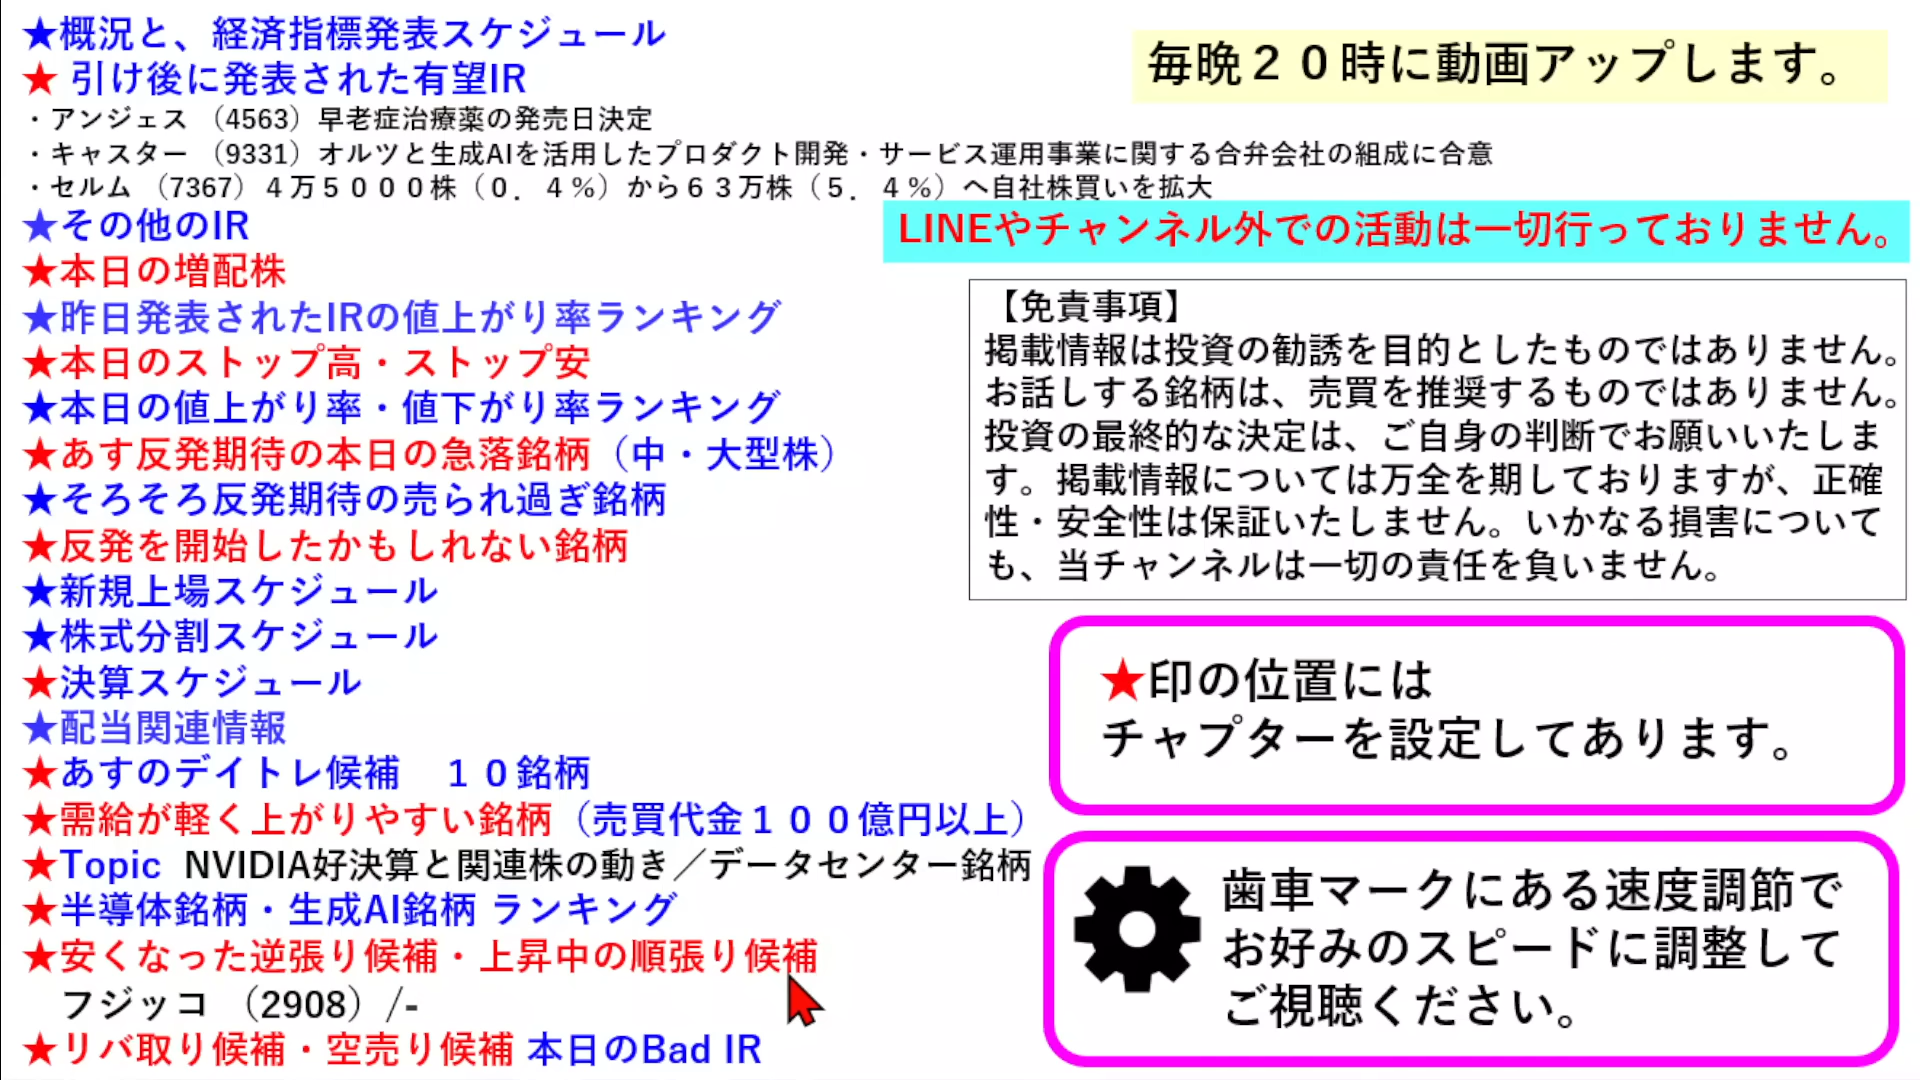 ★概況と、経済指標発表スケジュール
★ 引け後に発表された有望IR
・アンジェス （4563）早老症治療薬の発売日決定
・キャスター （9331）オルツと生成AIを活用したプロダクト開発・サービス運用事業に関する合弁会社の組成に合意
・セルム （7367）４万５０００株（０．４％）から６３万株（５．４％）へ自社株買いを拡大
★その他のIR
★本日の増配株
★昨日発表されたIRの値上がり率ランキング
★本日のストップ高・ストップ安
★本日の値上がり率・値下がり率ランキング
★あす反発期待の本日の急落銘柄（中・大型株）
★そろそろ反発期待の売られ過ぎ銘柄
★反発を開始したかもしれない銘柄
★新規上場スケジュール
★株式分割スケジュール
★決算スケジュール
★配当関連情報
★あすのデイトレ候補　１０銘柄
★需給が軽く上がりやすい銘柄（売買代金１００億円以上）
★Topic NVIDIA好決算と関連株の動き／データセンター銘柄
★半導体銘柄・生成AI銘柄 ランキング
★安くなった逆張り候補・上昇中の順張り候補
フジッコ （2908）/-
★リバ取り候補・空売り候補 本日のBad IR
毎晩２０時に動画アップします。
LINEやチャンネル外での活動は一切行っておりません。
【免責事項】
掲載情報は投資の勧誘を目的としたものではありません。
お話しする銘柄は、売買を推奨するものではありません。
投資の最終的な決定は、ご自身の判断でお願いいたしま
す。掲載情報については万全を期しておりますが、正確
性・安全性は保証いたしません。いかなる損害について
も、当チャンネルは一切の責任を負いません。
★印の位置には
チャプターを設定してあります。
歯車マークにある速度調節で
お好みのスピードに調整して
ご視聴ください。